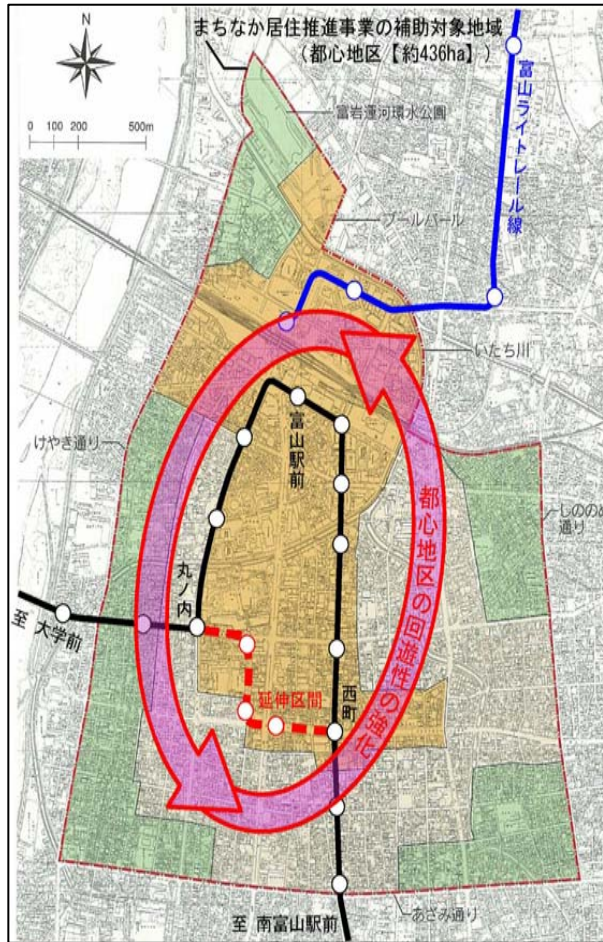 まちなか居住推進事業の補助対象地域
(都心地区【約436ha】)
N
0 100 200 500m
富岩運河環水公園
富山ライトレール線
ブールバール
いたち川
けやき通り
富山駅前
しののめ
通り
都心地区の回遊性の強化
丸ノ内
至 大学前
延伸区間
西町
あざみ通り
至 南富山駅前